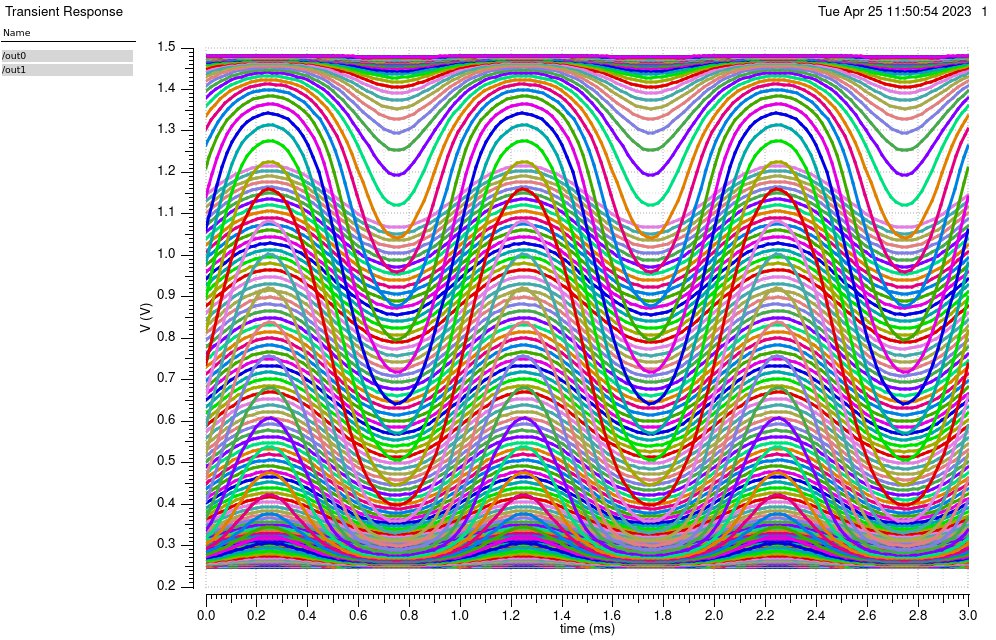 Transient Response
Tue Apr 25 11:50:54 2023 1
Name
/out0
/out1
V (V)
1.5
1.4
1.3
1.2
1.1
1.0
0.9
0.8
0.7
0.6
0.5
0.4
0.3
0.2
0.0 0.2 0.4 0.6 0.8 1.0 1.2 1.4 1.6 1.8 2.0 2.2 2.4 2.6 2.8 3.0
time (ms)